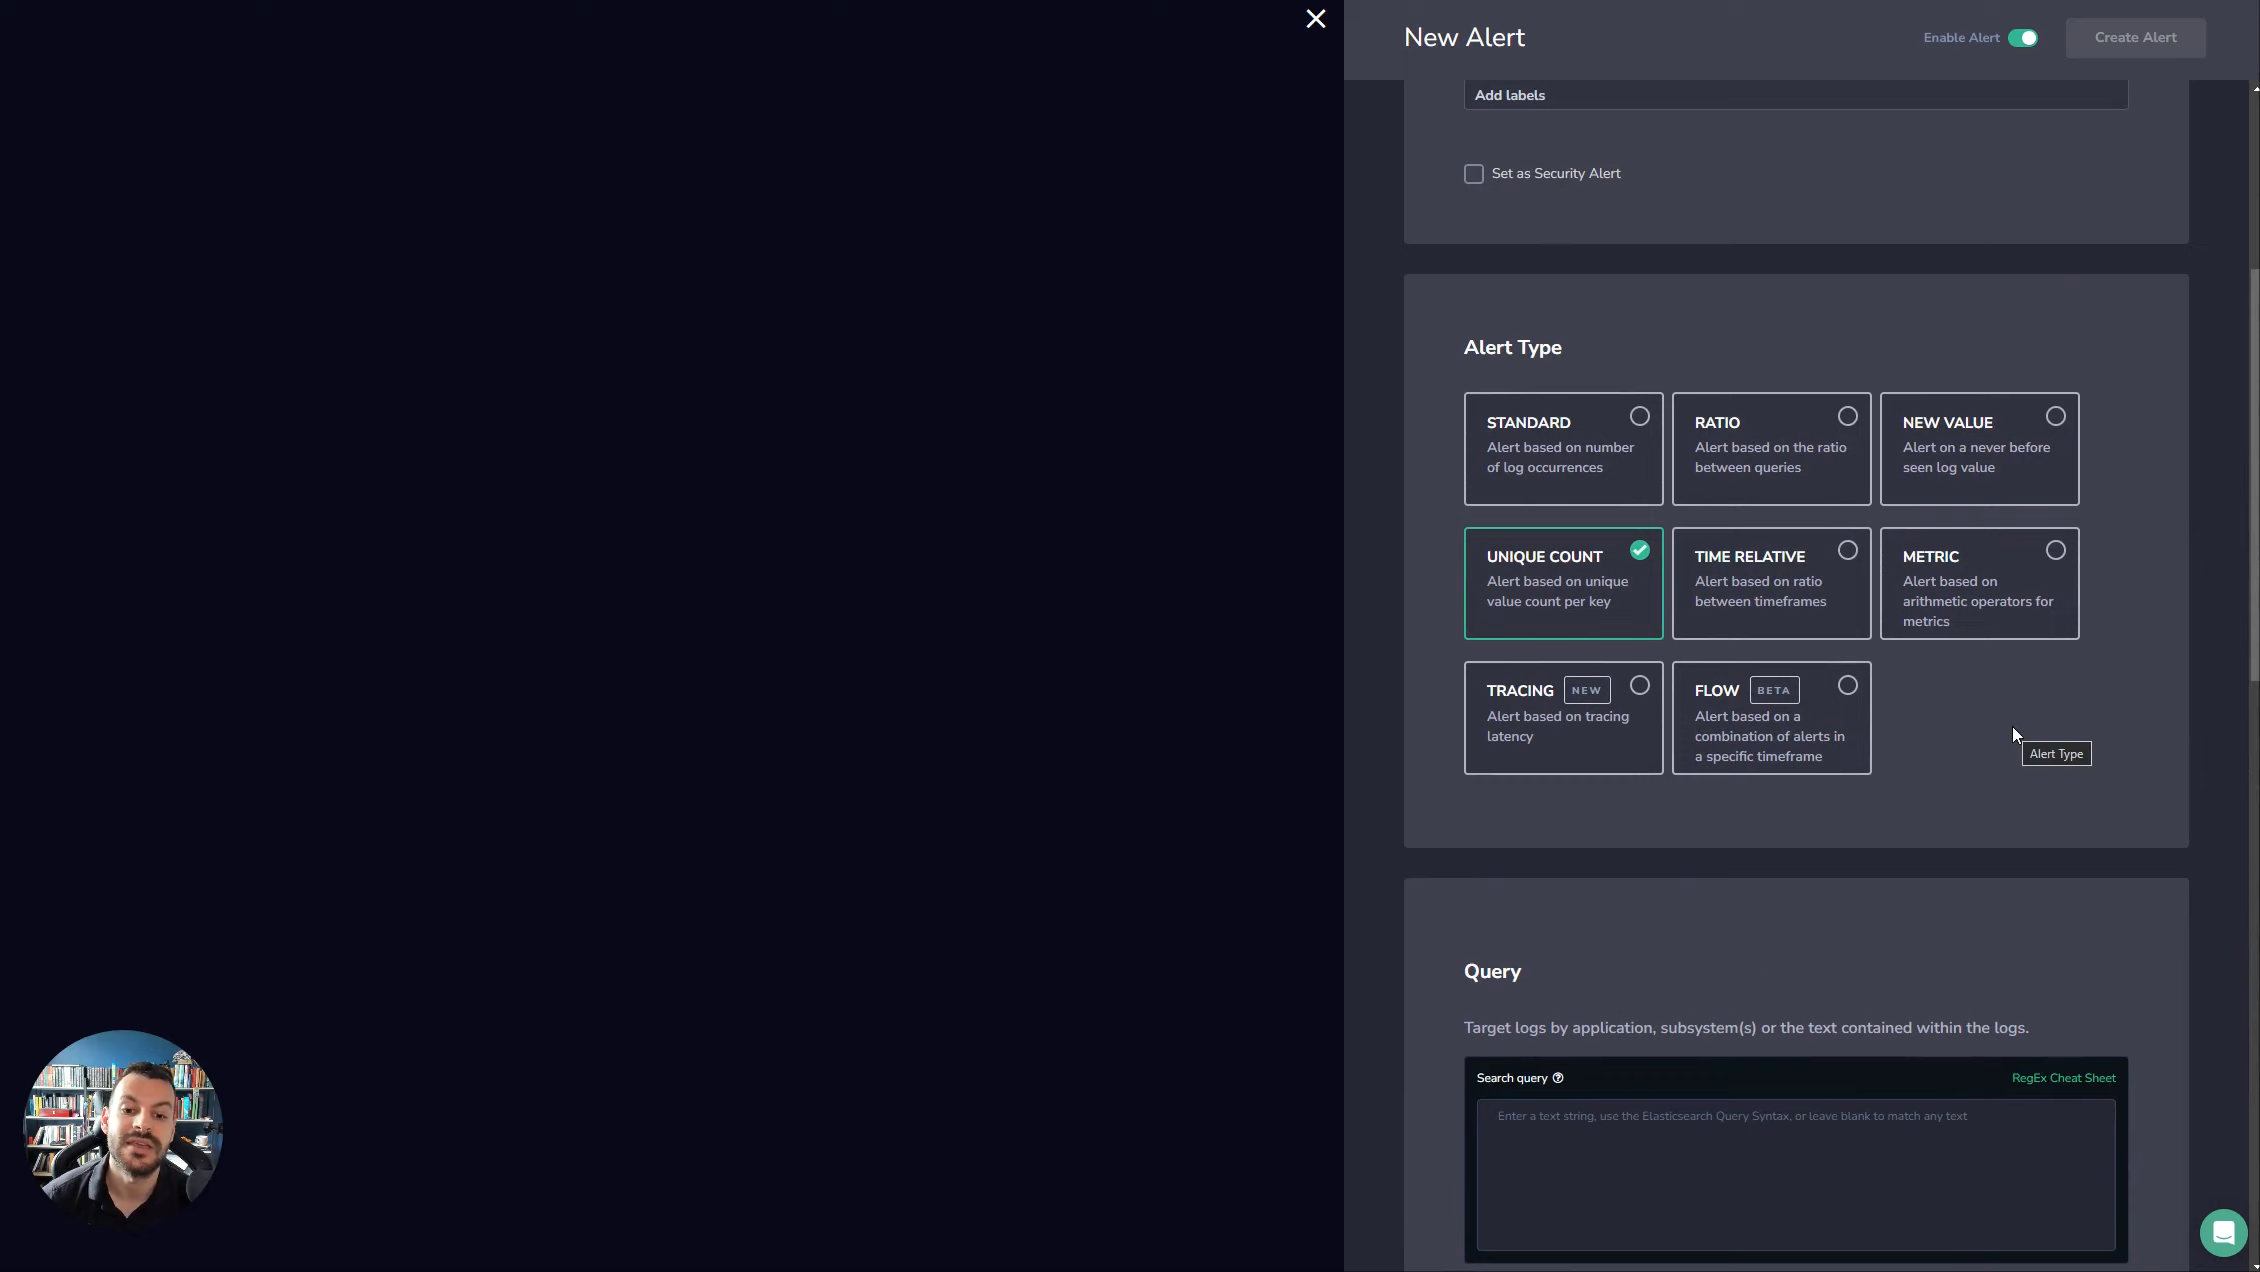 New Alert
Enable Alert
Create Alert
Add labels
Set as Security Alert
Alert Type
STANDARD
Alert based on number
of log occurrences
RATIO
Alert based on the ratio
between queries
NEW VALUE
Alert on a never before
seen log value
UNIQUE COUNT
Alert based on unique
value count per key
TIME RELATIVE
Alert based on ratio
between timeframes
METRIC
Alert based on
arithmetic operators for
metrics
TRACING NEW
Alert based on tracing
latency
FLOW BETA
Alert based on a
combination of alerts in
a specific timeframe
Alert Type
Query
Target logs by application, subsystem(s) or the text contained within the logs.
Search query
RegEx Cheat Sheet
Enter a text string, use the Elasticsearch Query Syntax, or leave blank to match any text